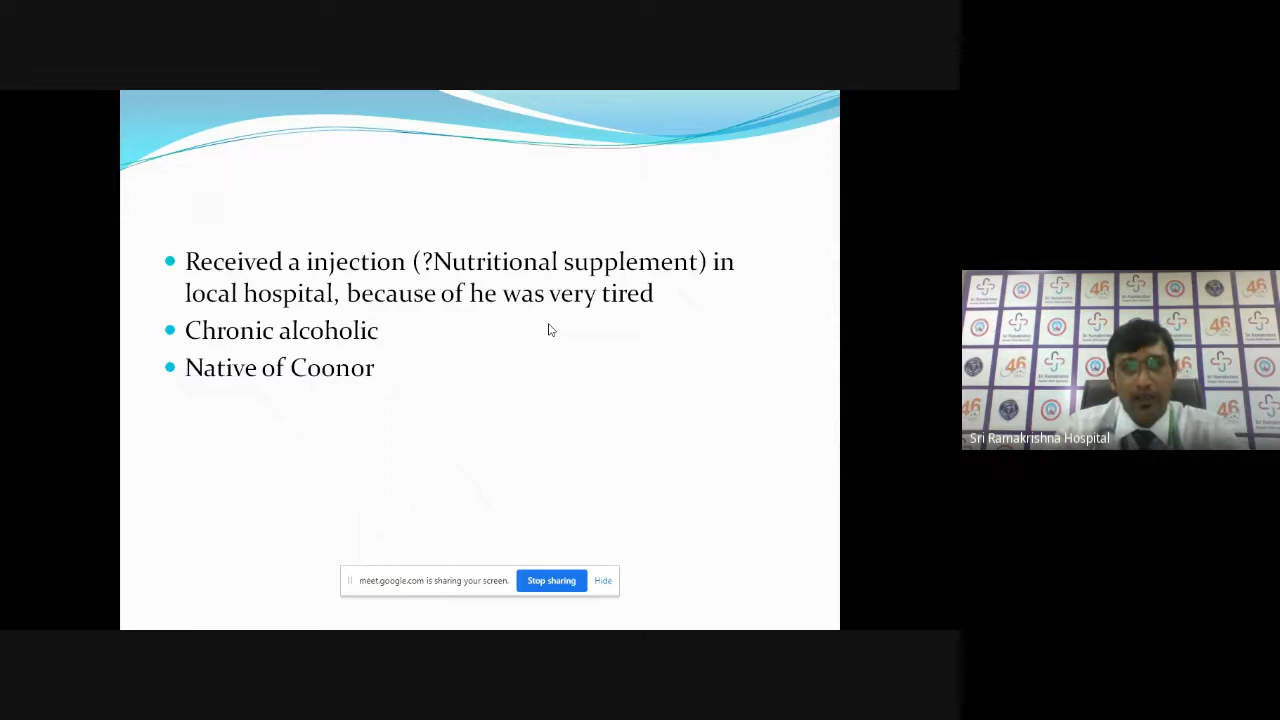 Received a injection (?Nutritional supplement) in
local hospital, because of he was very tired
Chronic alcoholic
Native of Coonor
meet.google.com is sharing your screen.
Stop sharing
Hide
Sri Ramakrishna Hospital